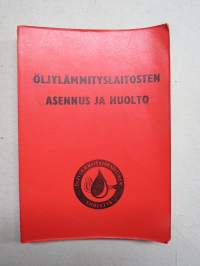 ÖLJYLÄMMITYSLAITOSTEN
ASENNUS JA HUOLTO